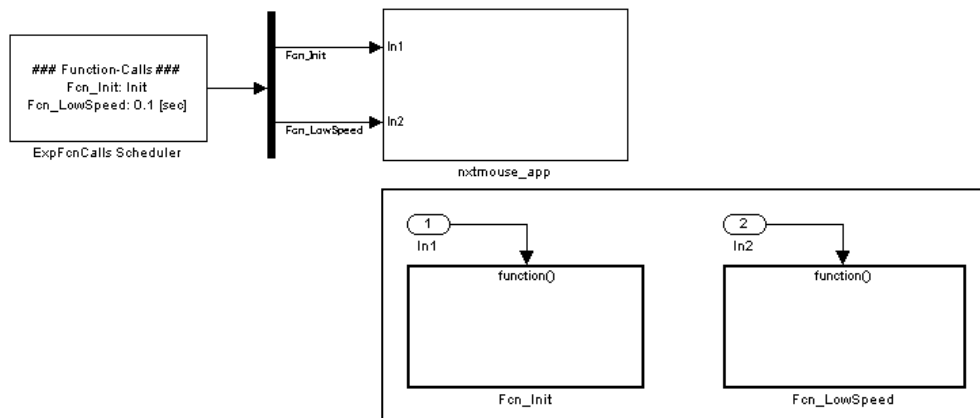 ### Function-Calls ###
Fcn_Init: Init
Fcn_LowSpeed: 0.1 [sec]
ExpFcnCalls Scheduler
Fcn_Init
In1
Fcn_LowSpeed
In2
nxtmouse_app
1
In1
function()
Fcn_Init
2
In2
function()
Fcn_LowSpeed